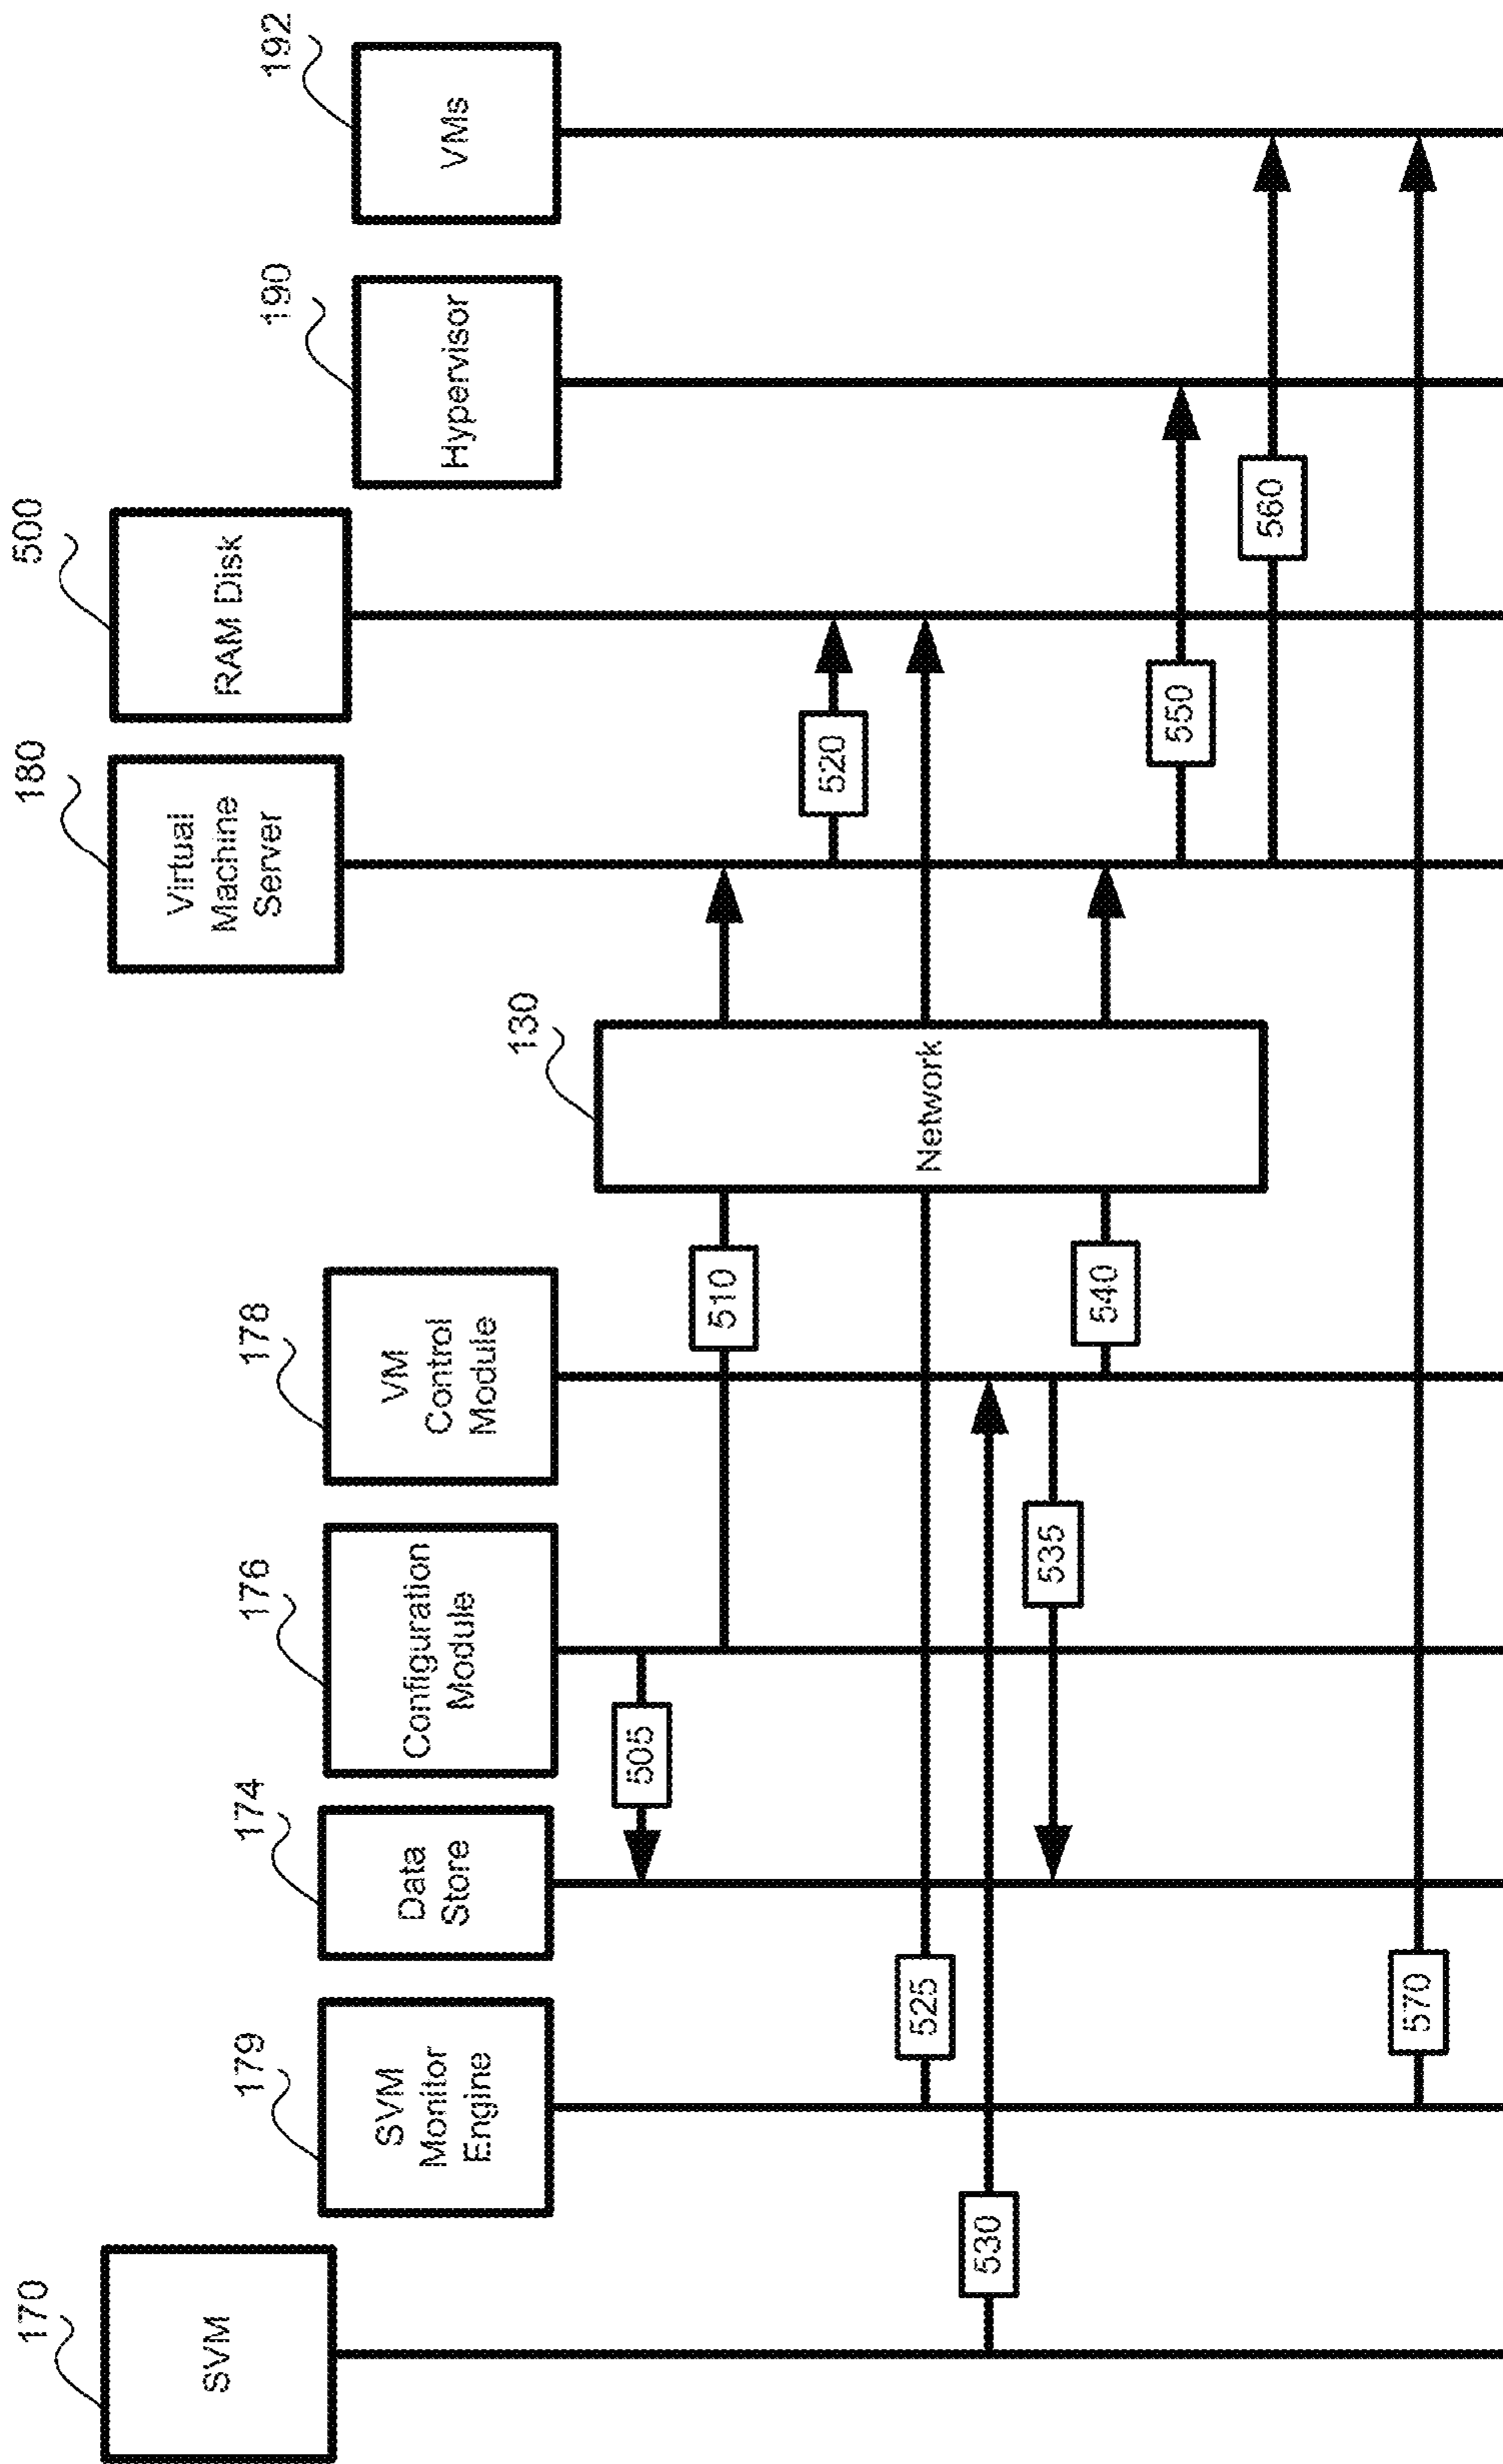 170
SVM
179
SVM
Monitor
Engine
174
Data
Store
176
Configuration
Module
178
VM
Control
Module
130
Network
180
Virtual
Machine
Server
500
RAM Disk
190
Hypervisor
192
VMs
505
510
520
525
530
535
540
550
560
570